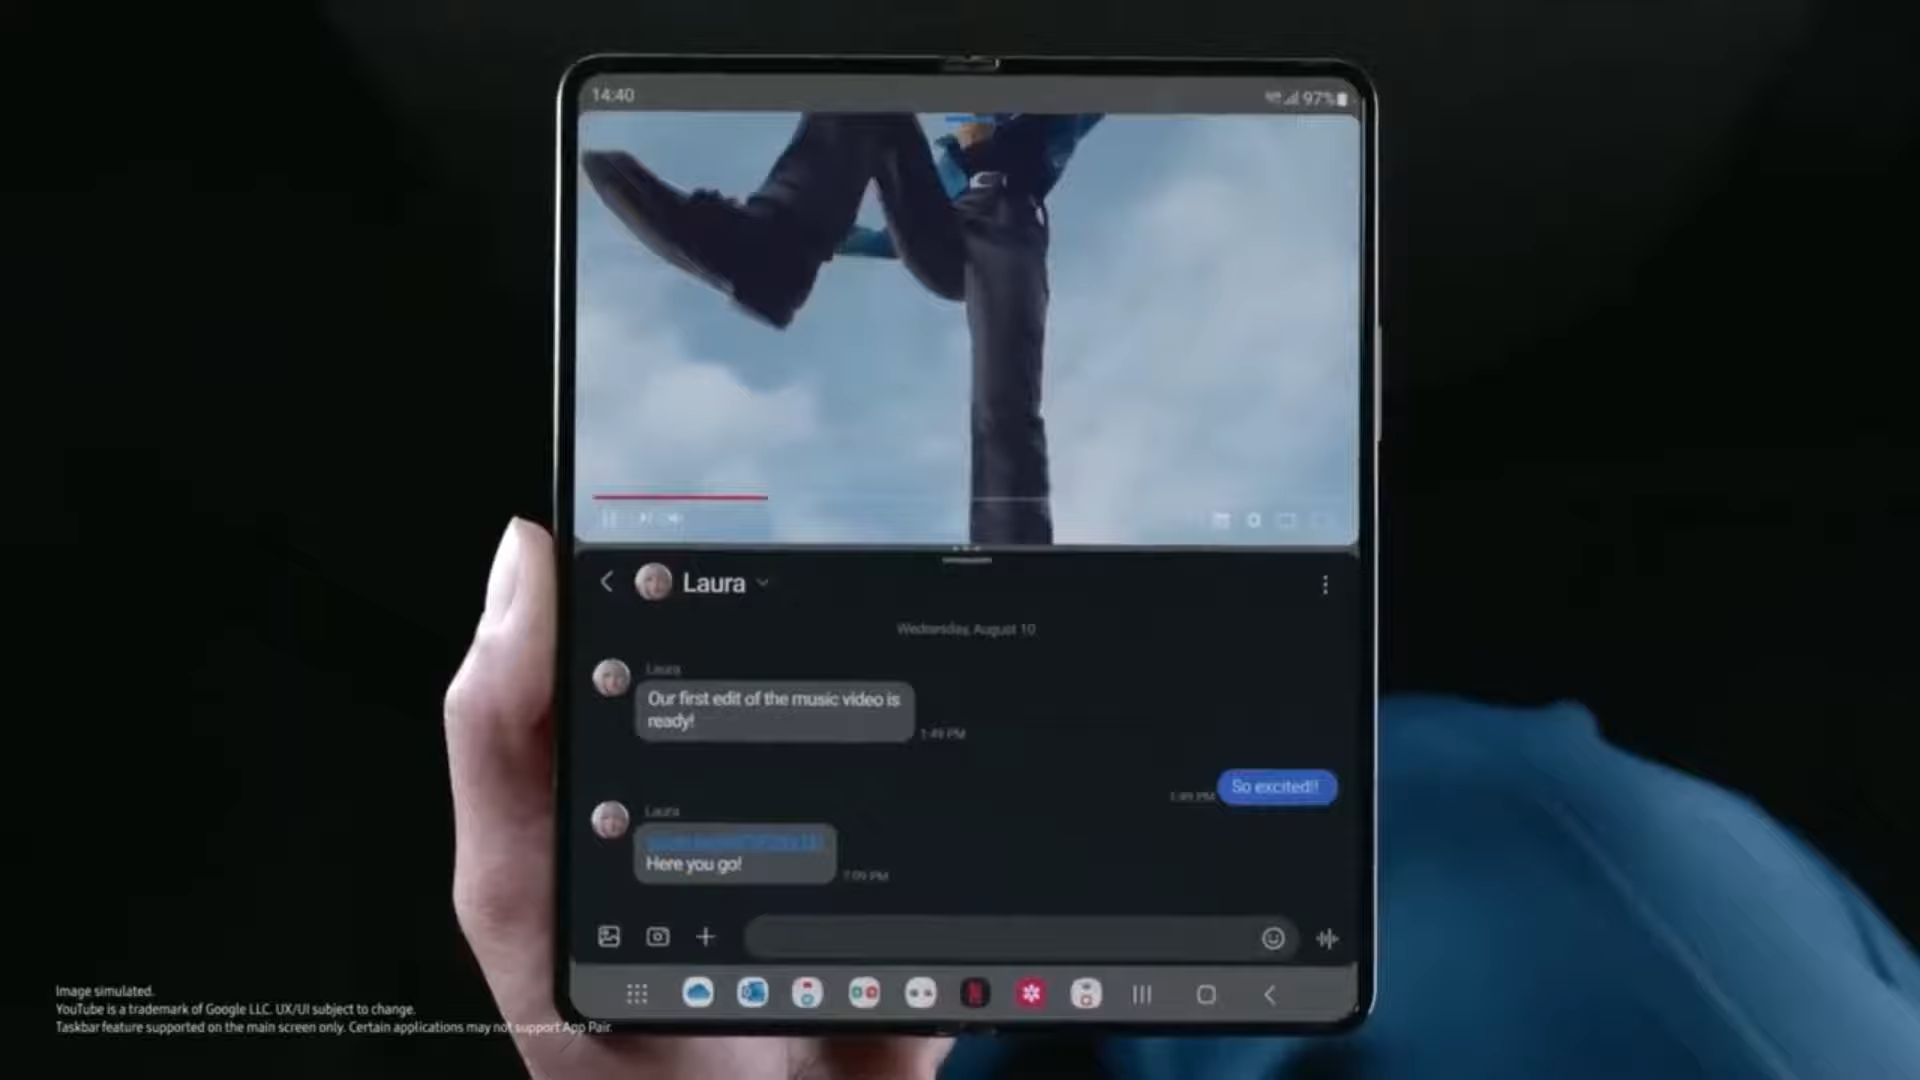 14:40
97%
Laura
Wednesday, August 10
Laura
Our first edit of the music video is
ready!
1:49 PM
So excited!!
Laura
Here you go!
Image simulated.
YouTube is a trademark of Google LLC. UX/UI subject to change.
Taskbar feature supported on the main screen only. Certain applications may not support App Pair.